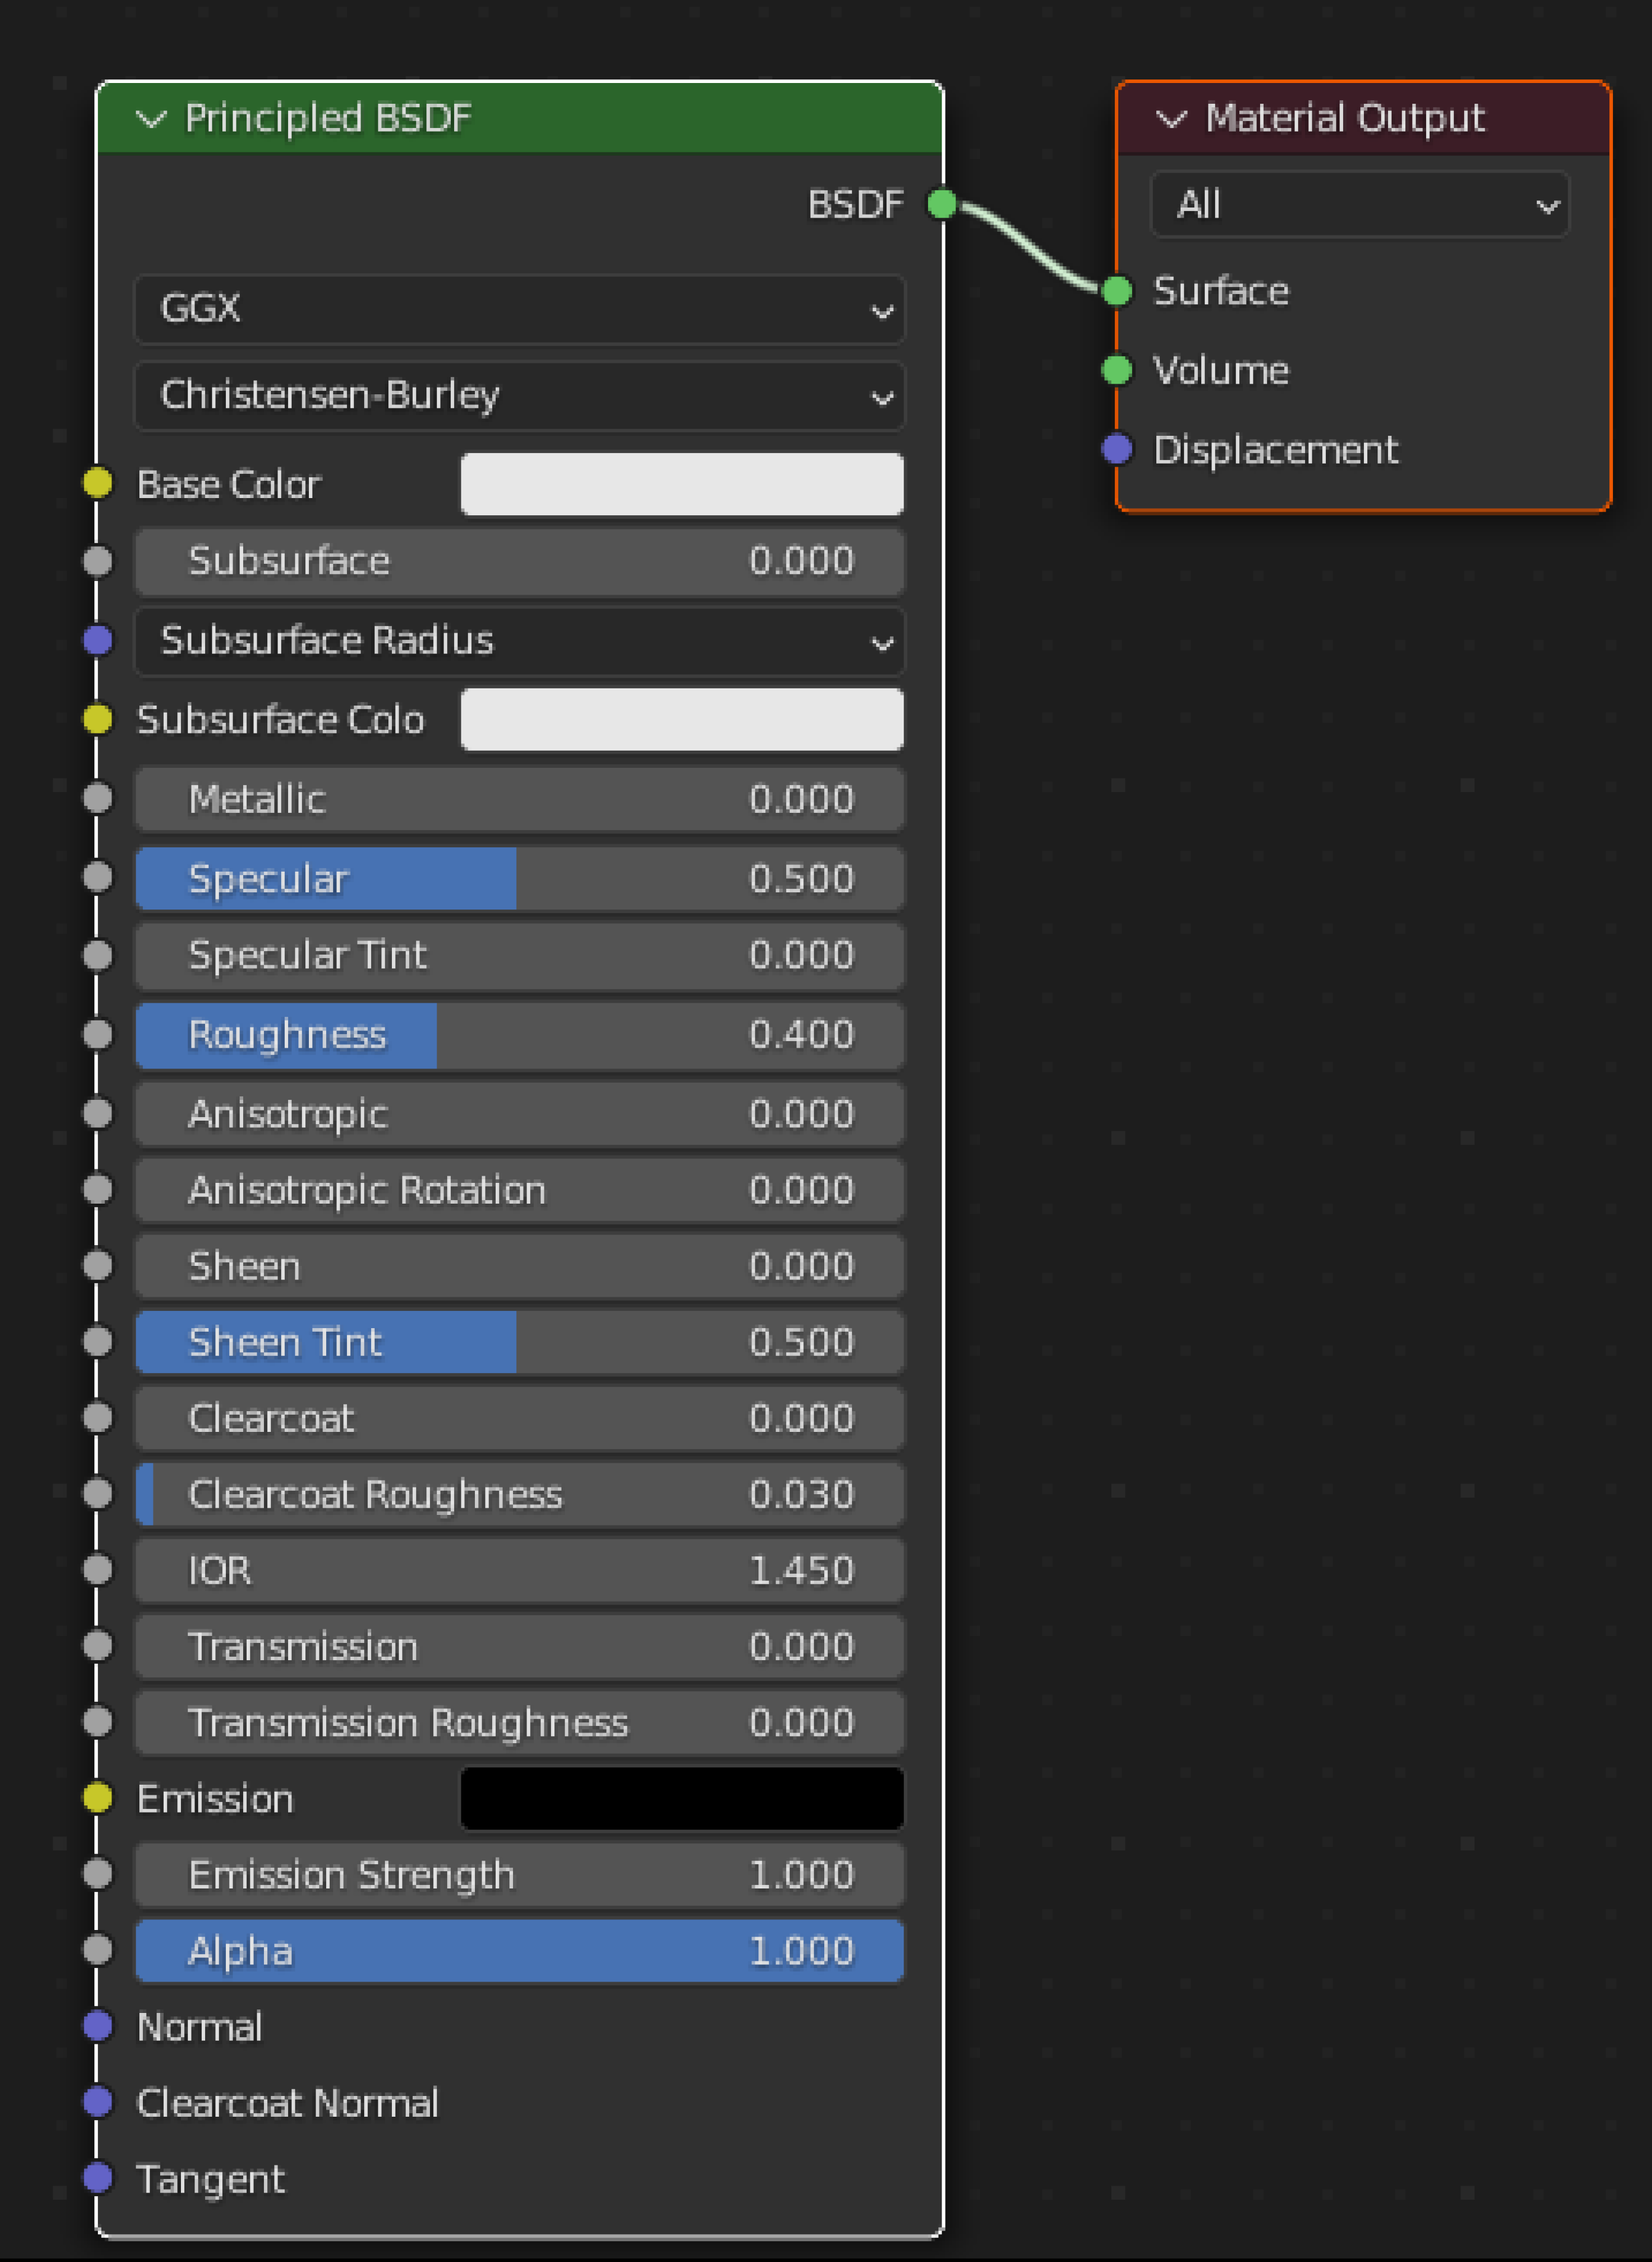 Principled BSDF
BSDF
GGX
Christensen-Burley
Base Color
Subsurface 0.000
Subsurface Radius
Subsurface Colo
Metallic 0.000
Specular 0.500
Specular Tint 0.000
Roughness 0.400
Anisotropic 0.000
Anisotropic Rotation 0.000
Sheen 0.000
Sheen Tint 0.500
Clearcoat 0.000
Clearcoat Roughness 0.030
IOR 1.450
Transmission 0.000
Transmission Roughness 0.000
Emission
Emission Strength 1.000
Alpha 1.000
Normal
Clearcoat Normal
Tangent
Material Output
All
Surface
Volume
Displacement